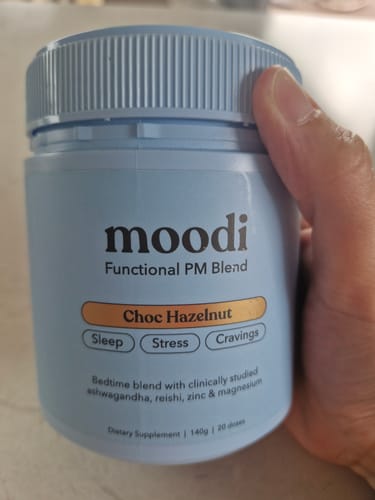 moodi
Functional PM Blend
Choc Hazelnut
Sleep Stress Cravings
Bedtime blend with clinically studied
ashwagandha, reishi, zinc & magnesium
Dietary Supplement | 140g | 20 doses